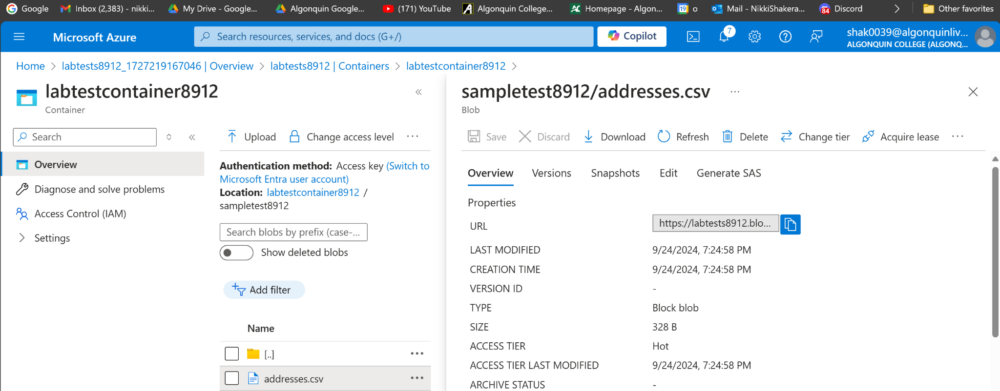 Google Inbox (2,383) - nikki... My Drive - Google... Algonquin Google... (171) YouTube Algonquin College... Homepage - Algon... 19 o Mail - NikkiShakera... 84 Discord Other favorites
Microsoft Azure Search resources, services, and docs (G+/) Copilot 7 shak0039@algonquinliv...
ALGONQUIN COLLEGE (ALGONQ...
Home > labtests8912_1727219167046 | Overview > labtests8912 | Containers > labtestcontainer8912 >
labtestcontainer8912
Container
Search
Overview
Diagnose and solve problems
Access Control (IAM)
Settings
Upload Change access level ...
Authentication method: Access key (Switch to
Microsoft Entra user account)
Location: labtestcontainer8912 /
sampletest8912
Search blobs by prefix (case-...
Show deleted blobs
Add filter
Name
[..]
addresses.csv
sampletest8912/addresses.csv ...
Blob
Save Discard Download Refresh Delete Change tier Acquire lease ...
Overview Versions Snapshots Edit Generate SAS
Properties
URL https://labtests8912.blo...
LAST MODIFIED 9/24/2024, 7:24:58 PM
CREATION TIME 9/24/2024, 7:24:58 PM
VERSION ID -
TYPE Block blob
SIZE 328 B
ACCESS TIER Hot
ACCESS TIER LAST MODIFIED 9/24/2024, 7:24:58 PM
ARCHIVE STATUS -